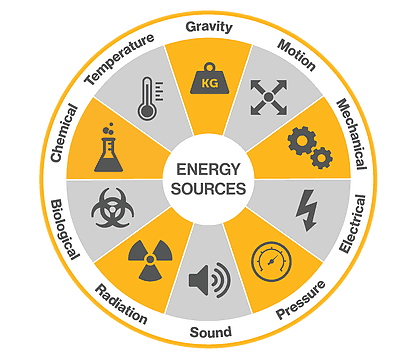 Gravity
Motion
Mechanical
Electrical
Pressure
Sound
Radiation
Biological
Chemical
Temperature
KG
ENERGY
SOURCES